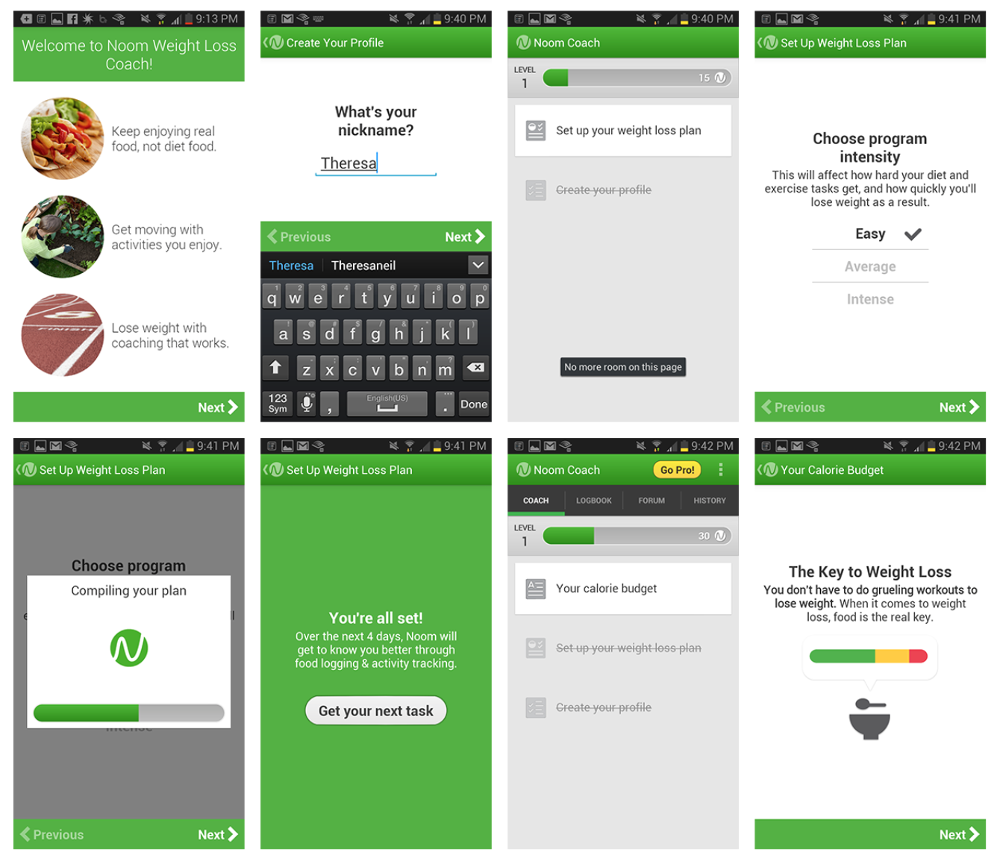 9:13 PM
Welcome to Noom Weight Loss
Coach!
Keep enjoying real
food, not diet food.
Get moving with
activities you enjoy.
FINISH
Lose weight with
coaching that works.
Next
9:40 PM
Create Your Profile
What's your
nickname?
Theresa
Previous
Next
Theresa
Theresaneil
1 2 3 4 5 6 7 8 9 0
q w e r t y u i o p
a s d f g h j k l
z x c v b n m
123
Sym
,
English(US)
.
Done
9:40 PM
Noom Coach
LEVEL
1
15
Set up your weight loss plan
Create your profile
No more room on this page
9:41 PM
Set Up Weight Loss Plan
Choose program
intensity
This will affect how hard your diet and
exercise tasks get, and how quickly you'll
lose weight as a result.
Easy
Average
Intense
Previous
Next
9:41 PM
Set Up Weight Loss Plan
Choose program
Compiling your plan
Previous
Next
9:41 PM
Set Up Weight Loss Plan
You're all set!
Over the next 4 days, Noom will
get to know you better through
food logging & activity tracking.
Get your next task
9:42 PM
Noom Coach
Go Pro!
COACH
LOGBOOK
FORUM
HISTORY
LEVEL
1
30
Your calorie budget
Set up your weight loss plan
Create your profile
9:42 PM
Your Calorie Budget
The Key to Weight Loss
You don't have to do grueling workouts to
lose weight. When it comes to weight
loss, food is the real key.
Next